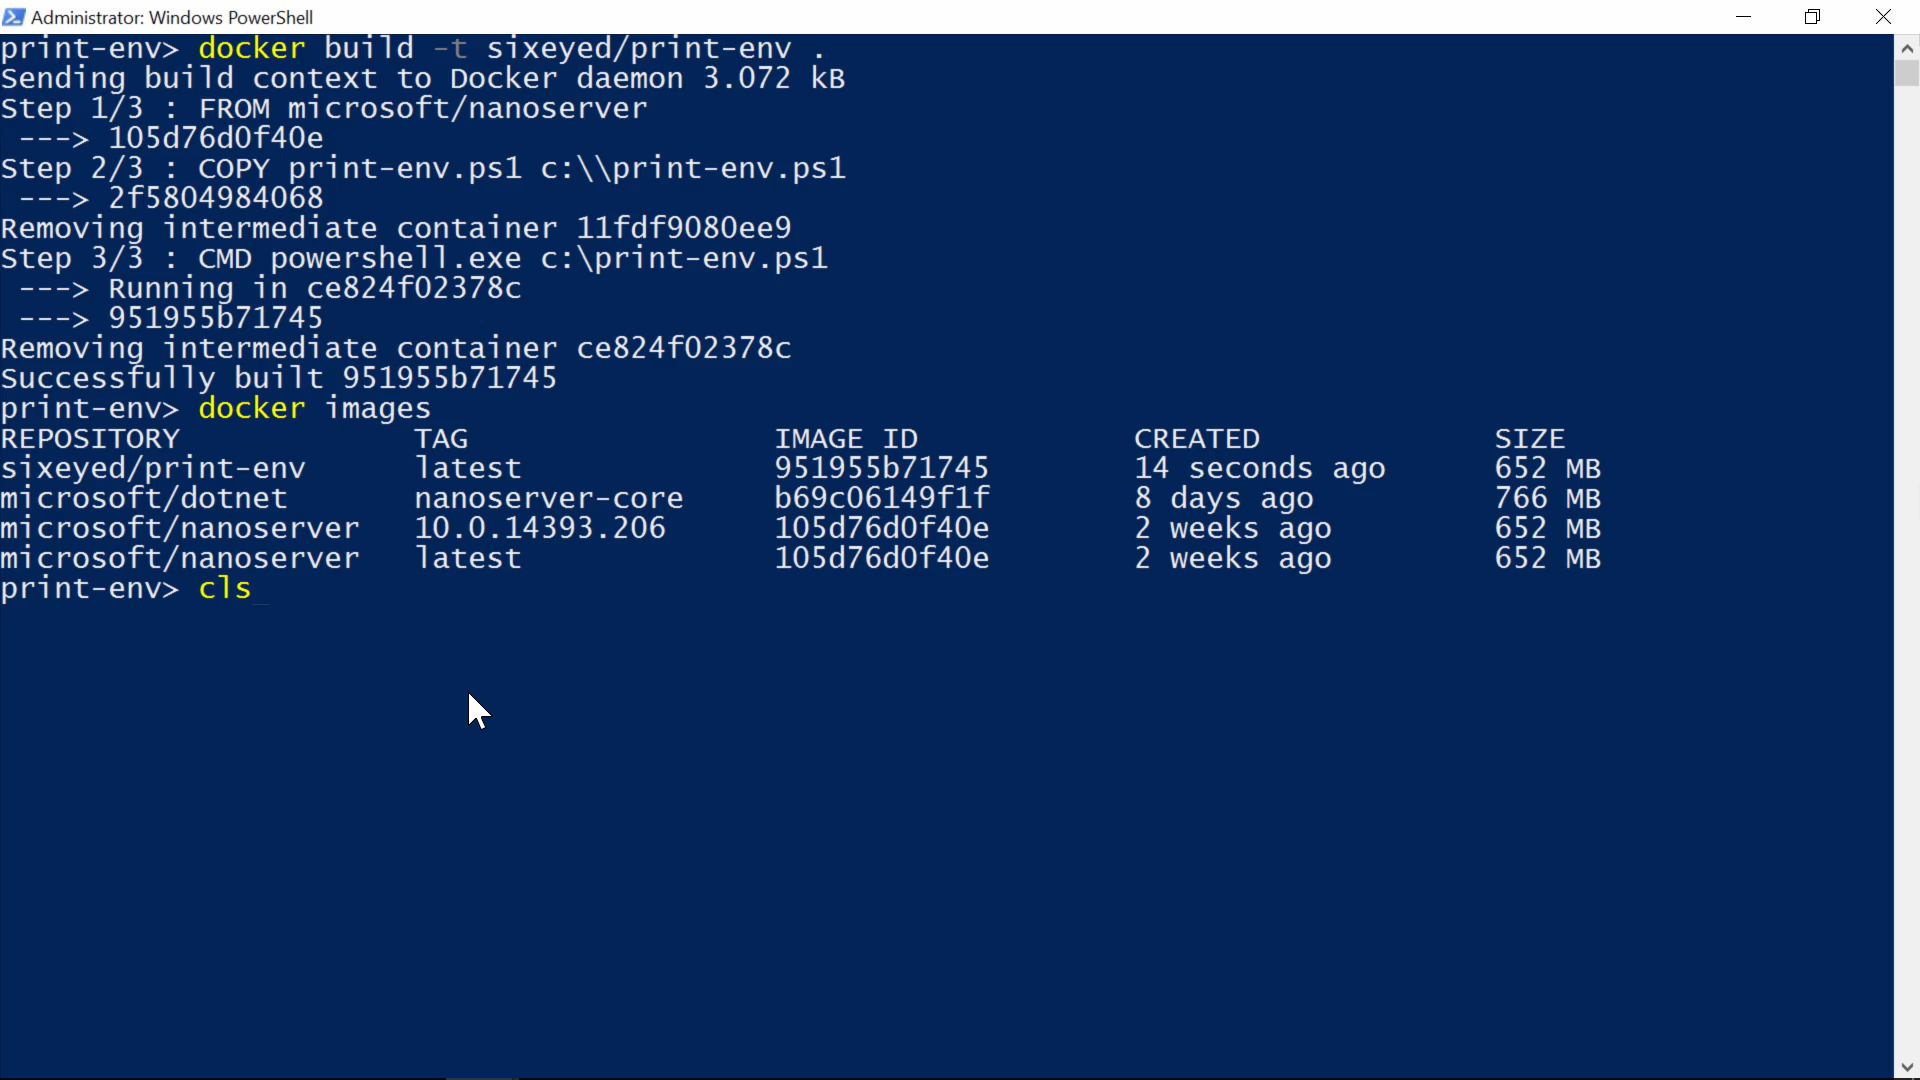 Administrator: Windows PowerShell
print-env> docker build -t sixeyed/print-env .
Sending build context to Docker daemon 3.072 kB
Step 1/3 : FROM microsoft/nanoserver
---> 105d76d0f40e
Step 2/3 : COPY print-env.ps1 c:\\print-env.ps1
---> 2f5804984068
Removing intermediate container 11fdf9080ee9
Step 3/3 : CMD powershell.exe c:\print-env.ps1
---> Running in ce824f02378c
---> 951955b71745
Removing intermediate container ce824f02378c
Successfully built 951955b71745
print-env> docker images
REPOSITORY TAG IMAGE ID CREATED SIZE
sixeyed/print-env latest 951955b71745 14 seconds ago 652 MB
microsoft/dotnet nanoserver-core b69c06149f1f 8 days ago 766 MB
microsoft/nanoserver 10.0.14393.206 105d76d0f40e 2 weeks ago 652 MB
microsoft/nanoserver latest 105d76d0f40e 2 weeks ago 652 MB
print-env> cls_